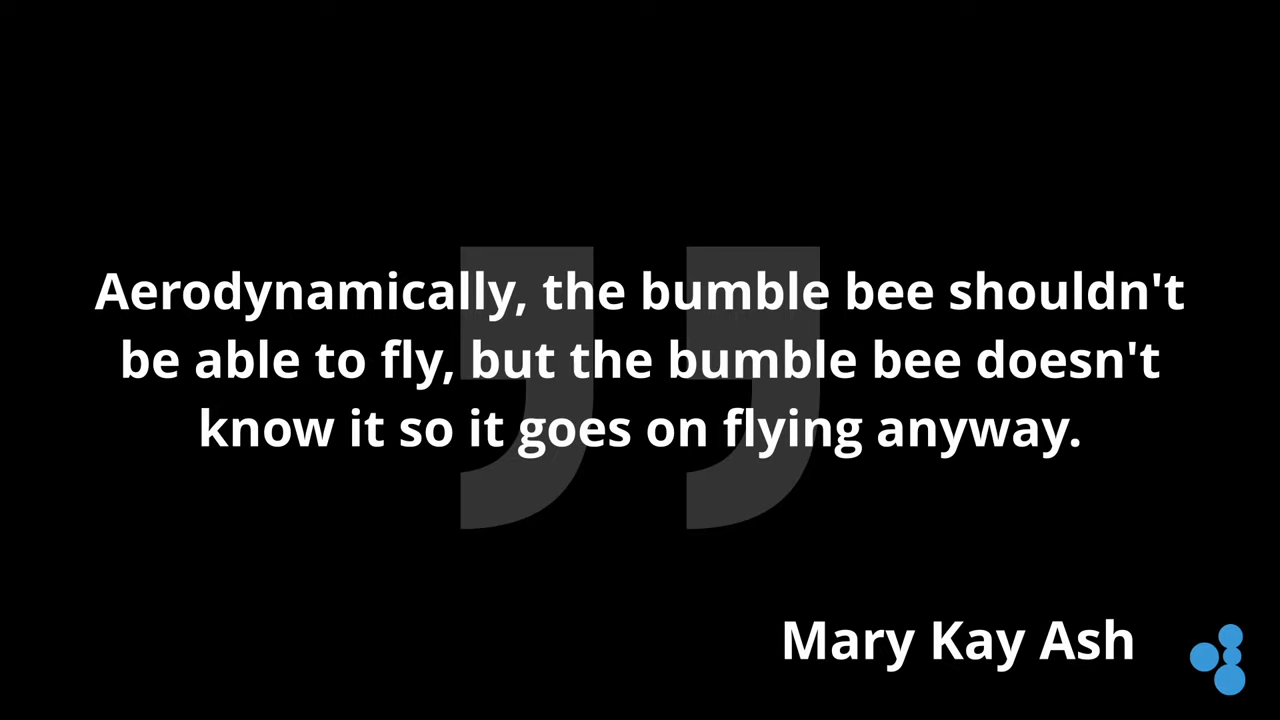 Aerodynamically, the bumble bee shouldn't
be able to fly, but the bumble bee doesn't
know it so it goes on flying anyway.
Mary Kay Ash